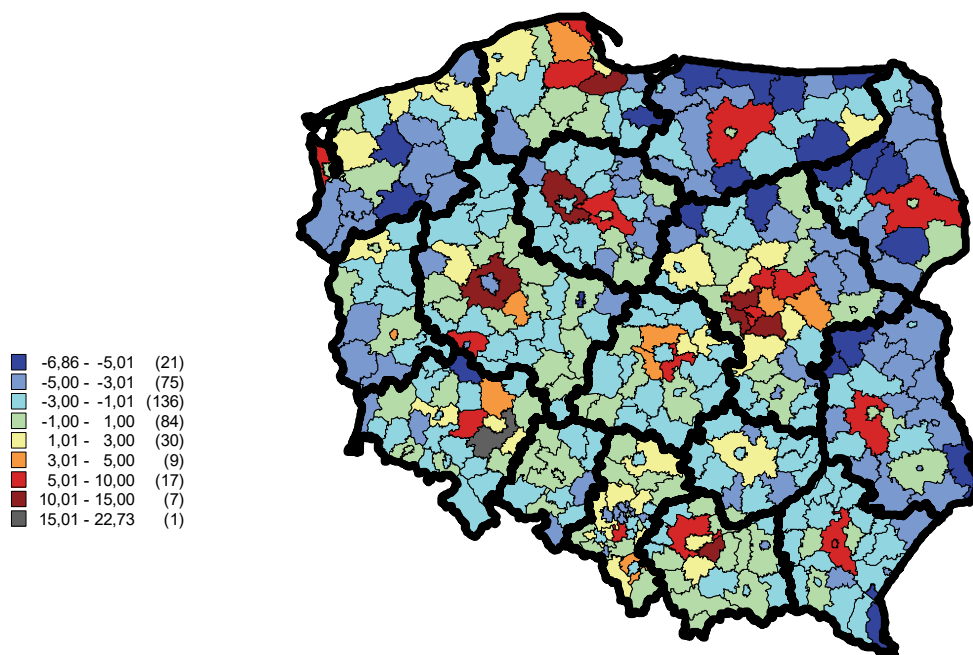 -6,86 - -5,01 (21)
-5,00 - -3,01 (75)
-3,00 - -1,01 (136)
-1,00 - 1,00 (84)
1,01 - 3,00 (30)
3,01 - 5,00 (9)
5,01 - 10,00 (17)
10,01 - 15,00 (7)
15,01 - 22,73 (1)